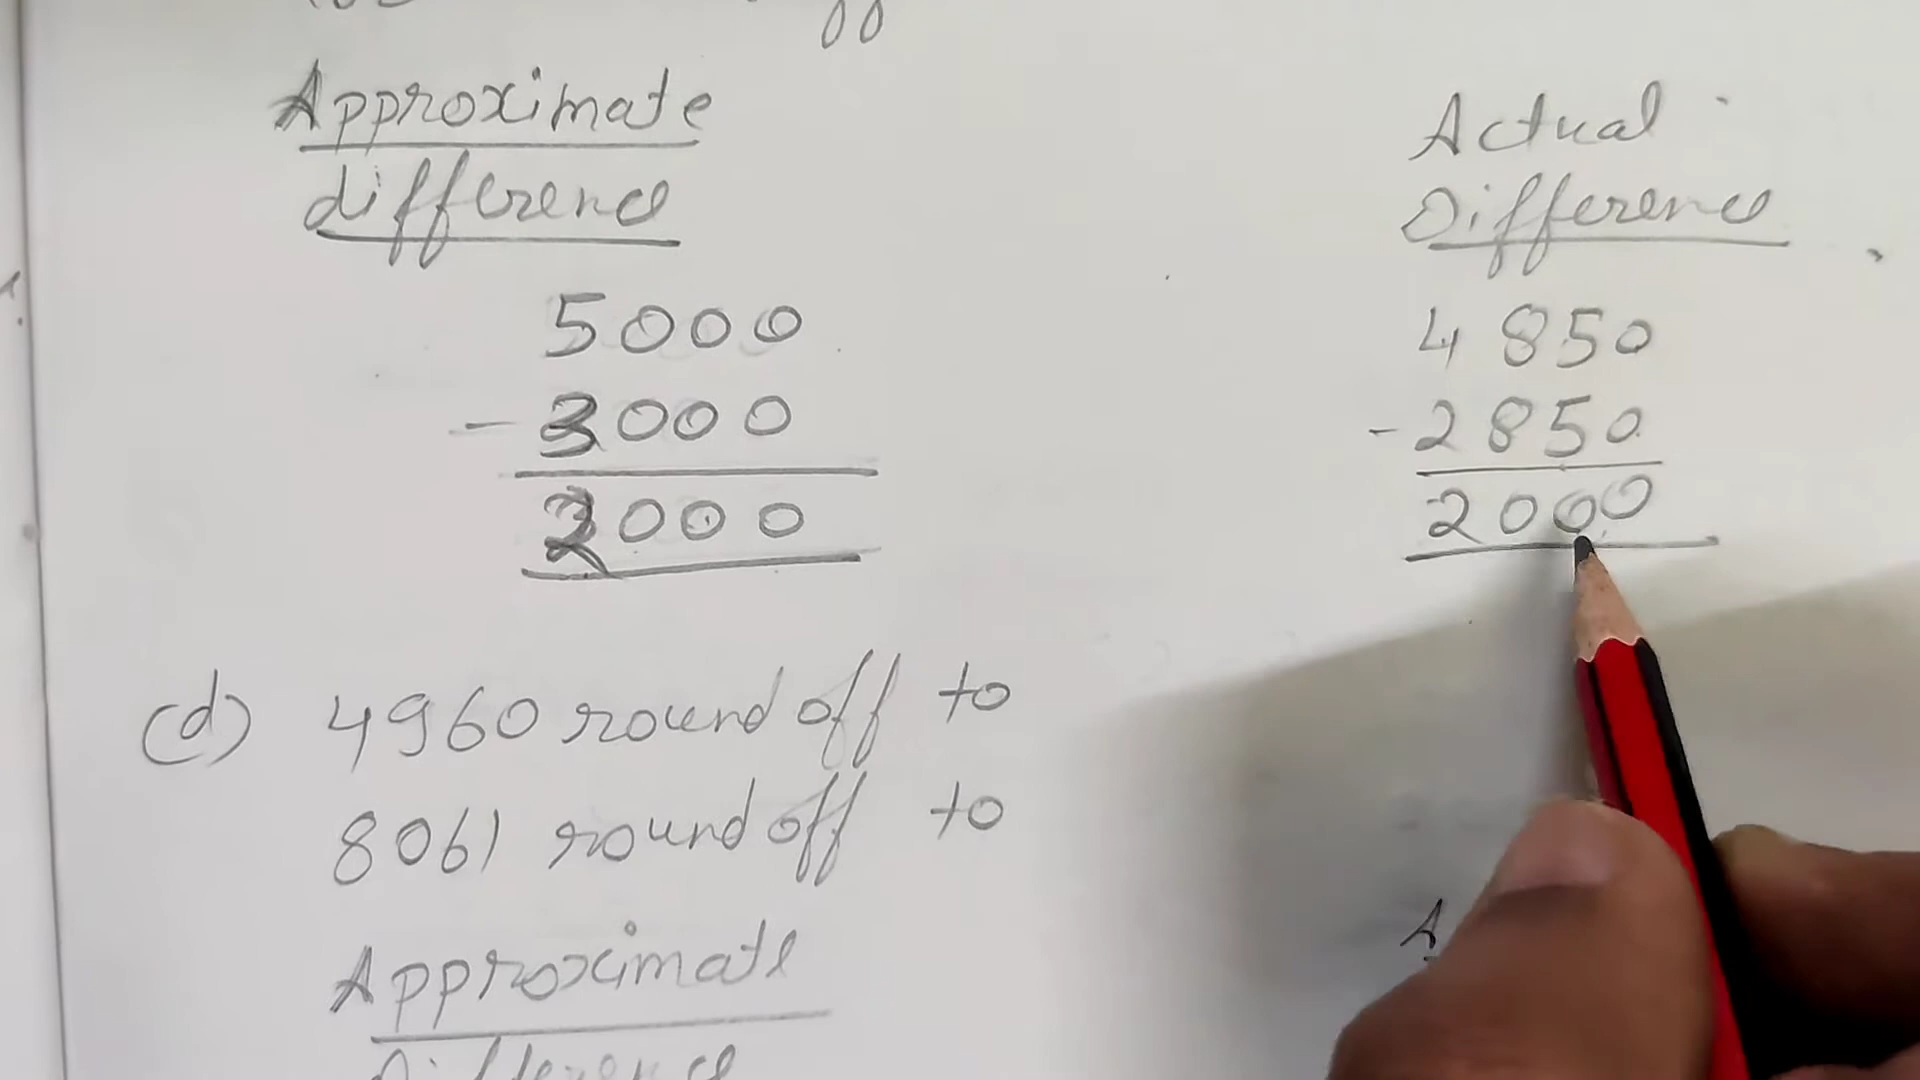 Approximate
difference
5000
- 3000
2000
Actual
Difference
4850
- 2850
2000
(d) 4960 round off to
8061 round off to
Approximate
Difference
A